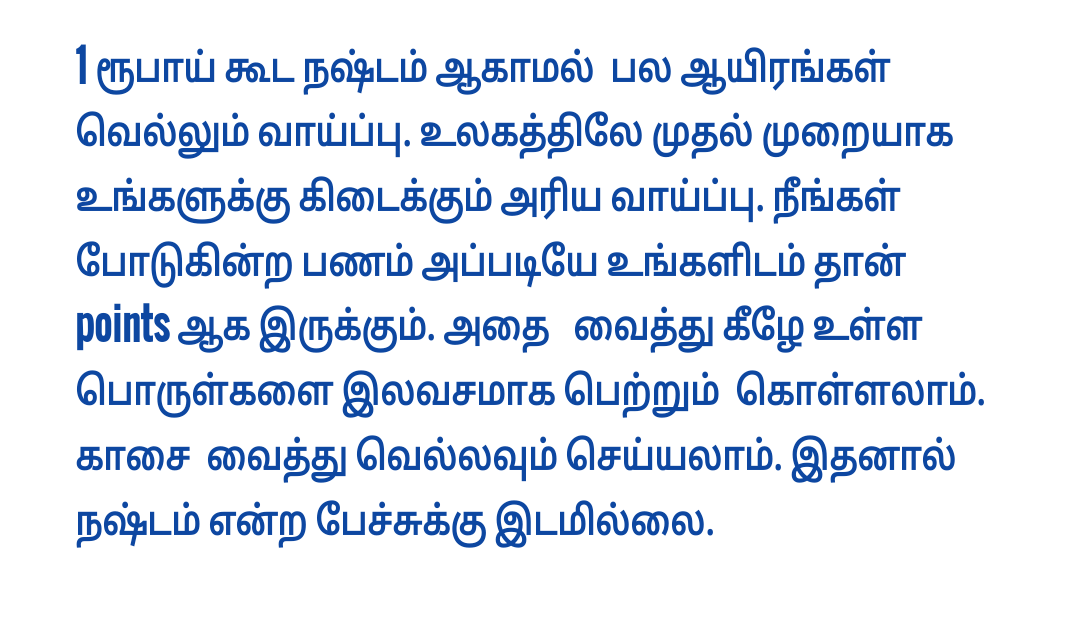 1 ரூபாய் கூட நஷ்டம் ஆகாமல் பல ஆயிரங்கள்
வெல்லும் வாய்ப்பு. உலகத்திலே முதல் முறையாக
உங்களுக்கு கிடைக்கும் அரிய வாய்ப்பு. நீங்கள்
போடுகின்ற பணம் அப்படியே உங்களிடம் தான்
points ஆக இருக்கும். அதை வைத்து கீழே உள்ள
பொருள்களை இலவசமாக பெற்றும் கொள்ளலாம்.
காசை வைத்து வெல்லவும் செய்யலாம். இதனால்
நஷ்டம் என்ற பேச்சுக்கு இடமில்லை.